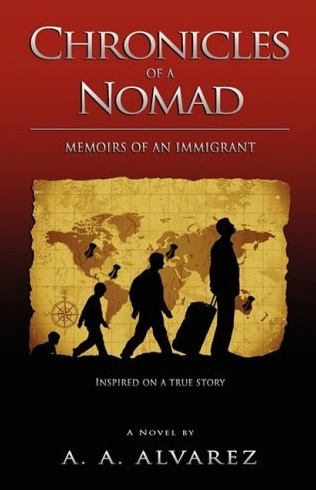 CHRONICLES
OF A
NOMAD
MEMOIRS OF AN IMMIGRANT
INSPIRED ON A TRUE STORY
A NOVEL BY
A. A. ALVAREZ